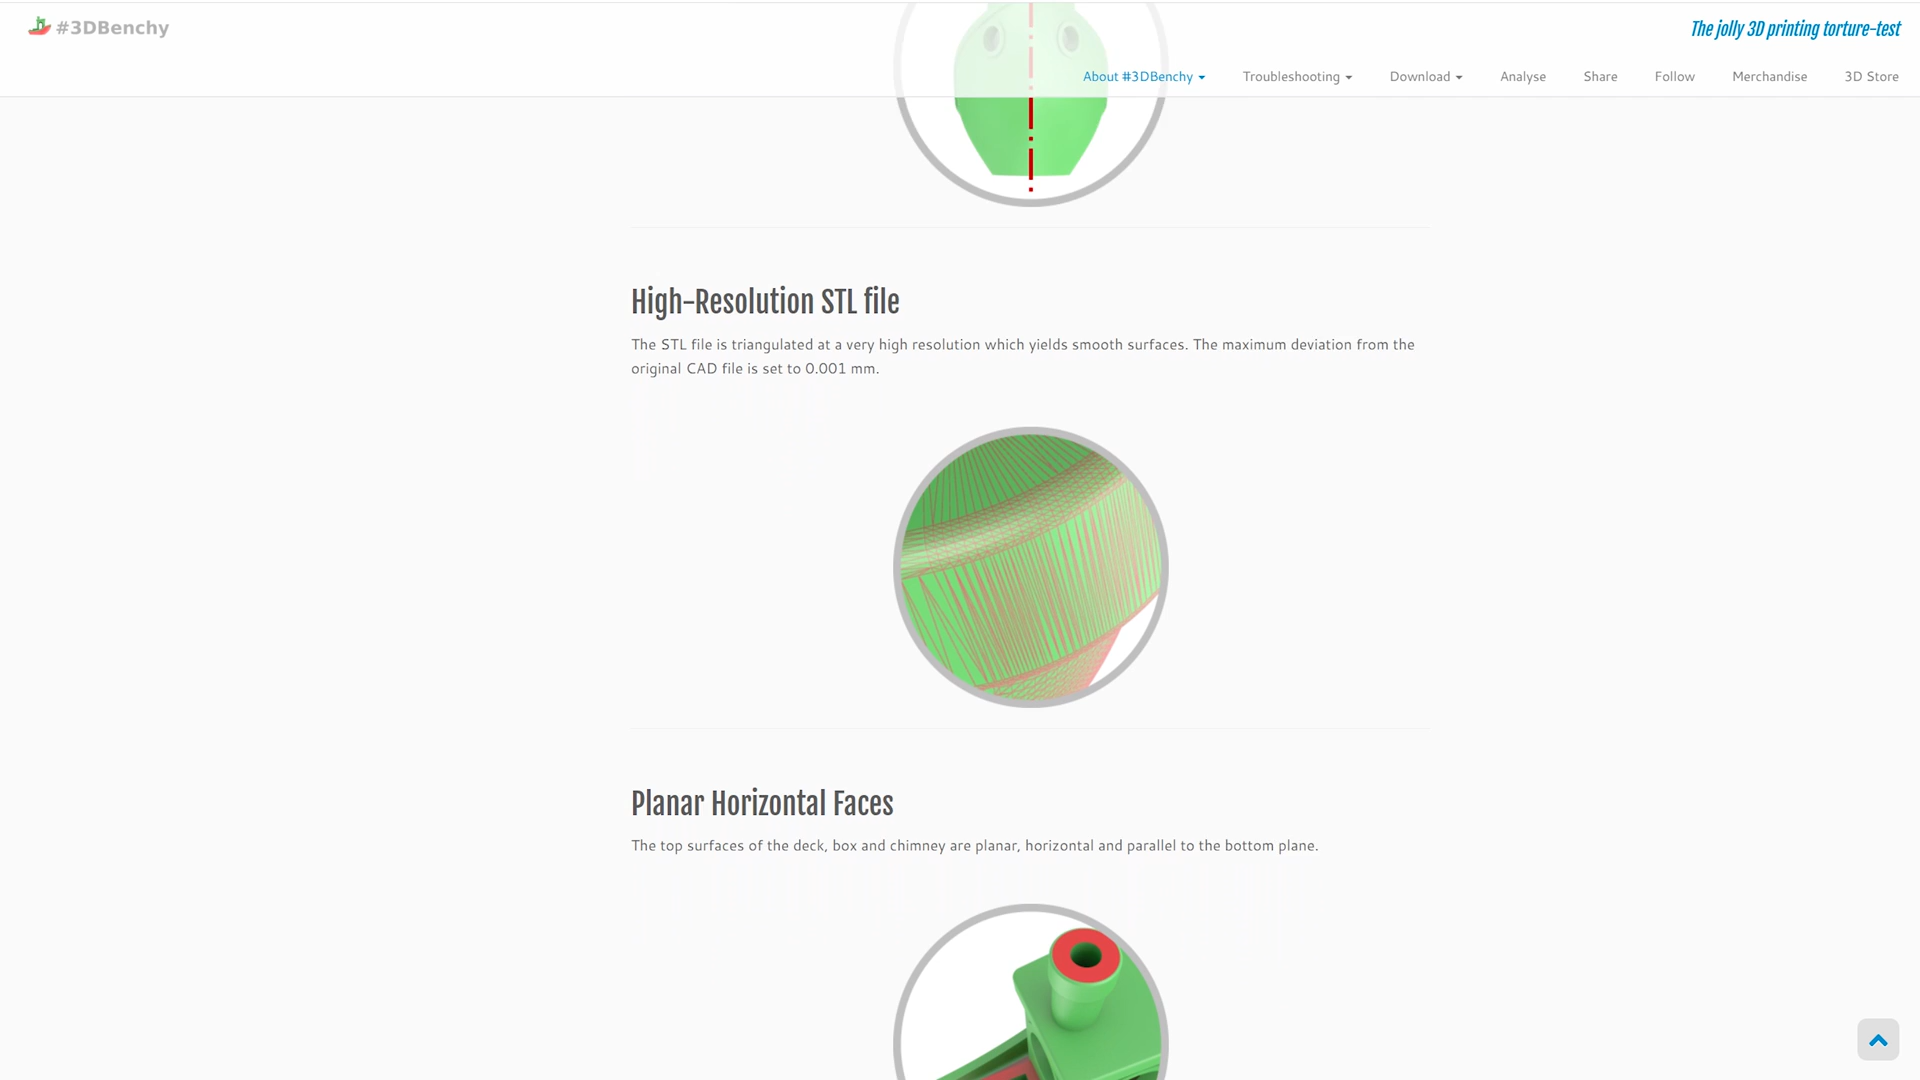 #3DBenchy
The jolly 3D printing torture-test
About #3DBenchy Troubleshooting Download Analyse Share Follow Merchandise 3D Store
High-Resolution STL file
The STL file is triangulated at a very high resolution which yields smooth surfaces. The maximum deviation from the
original CAD file is set to 0.001 mm.
Planar Horizontal Faces
The top surfaces of the deck, box and chimney are planar, horizontal and parallel to the bottom plane.